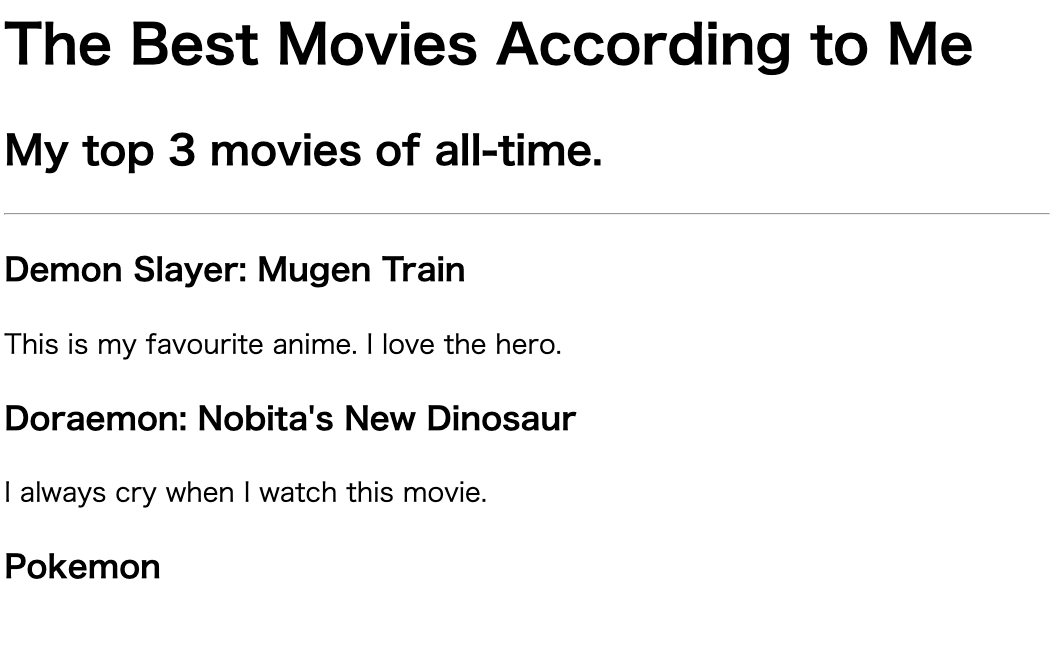 The Best Movies According to Me
My top 3 movies of all-time.
Demon Slayer: Mugen Train
This is my favourite anime. I love the hero.
Doraemon: Nobita's New Dinosaur
I always cry when I watch this movie.
Pokemon